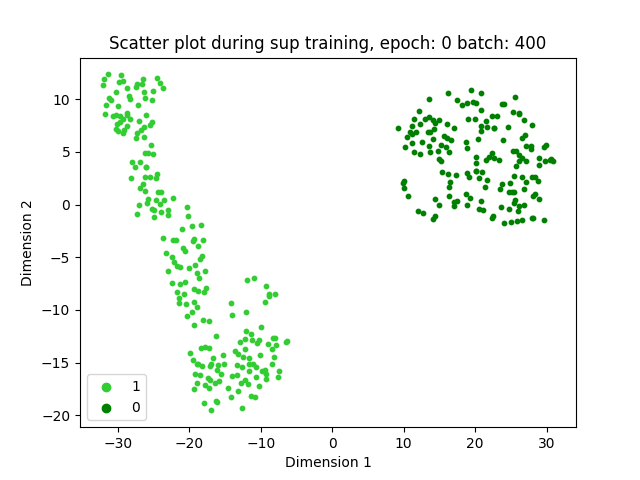 Scatter plot during sup training, epoch: 0 batch: 400
10
5
0
−5
−10
−15
−20
Dimension 2
1
0
−30 −20 −10 0 10 20 30
Dimension 1